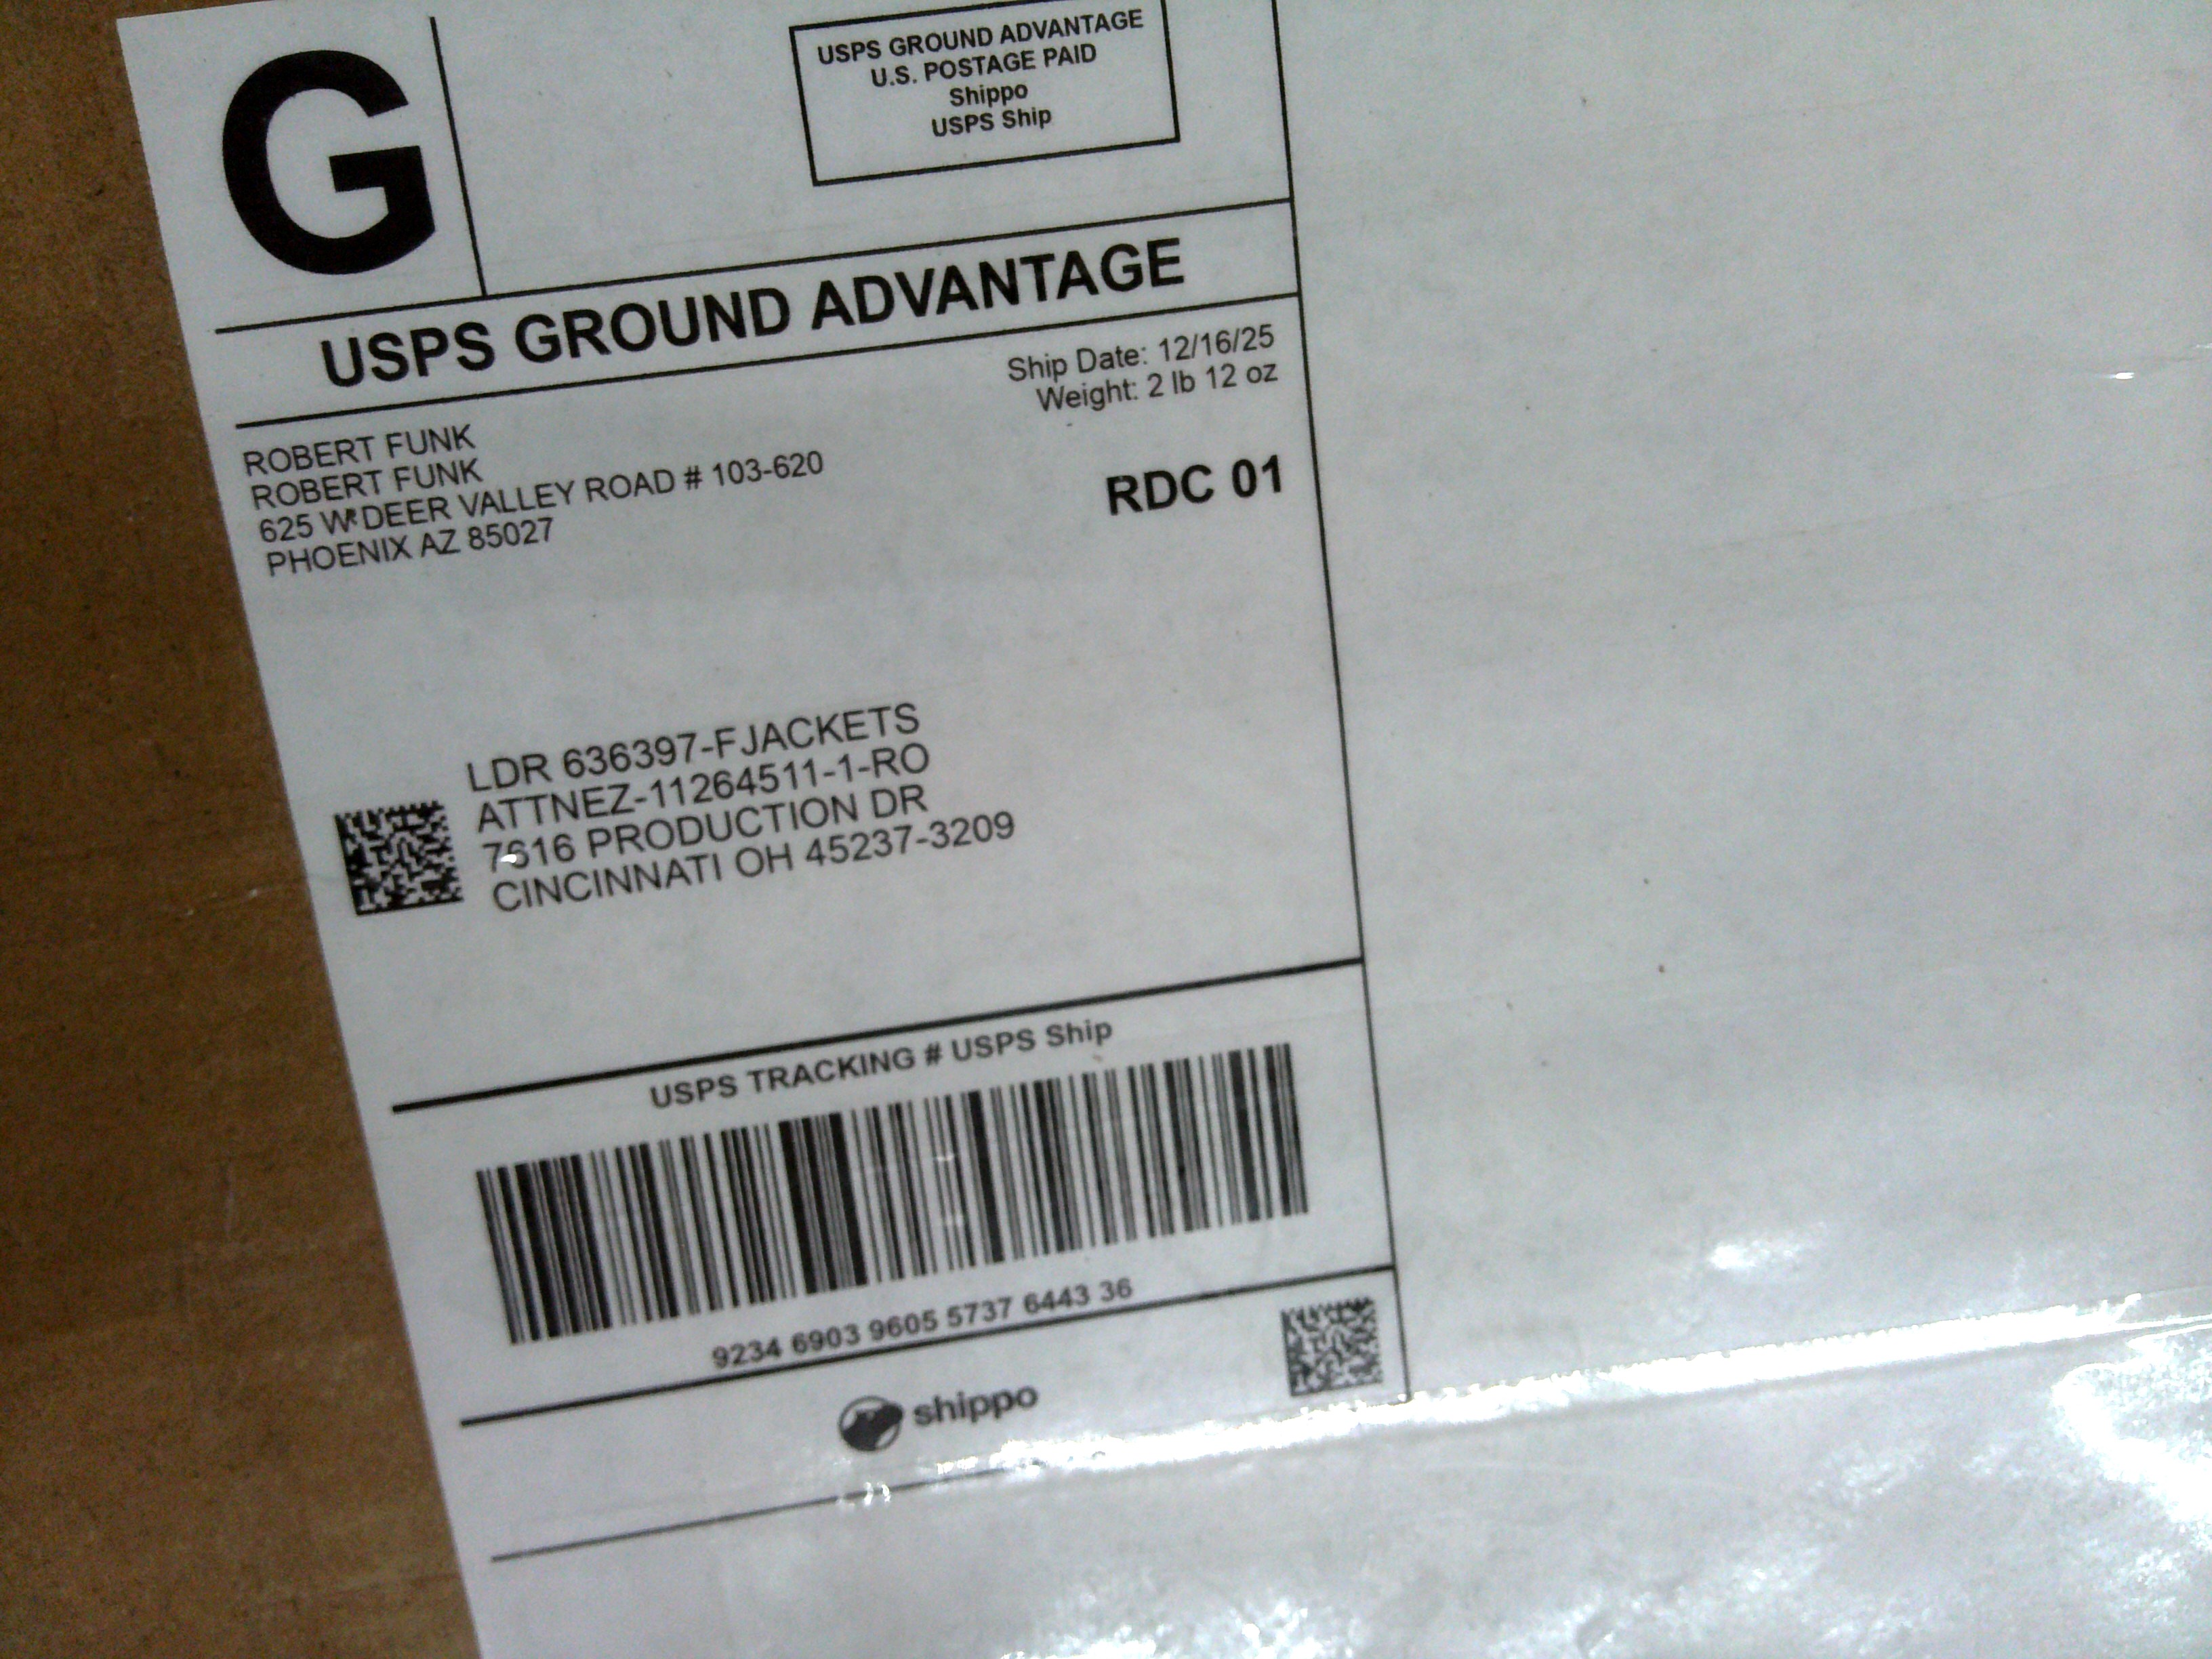 G
USPS GROUND ADVANTAGE
U.S. POSTAGE PAID
Shippo
USPS Ship
USPS GROUND ADVANTAGE
Ship Date: 12/16/25
Weight: 2 lb 12 oz
ROBERT FUNK
ROBERT FUNK
625 W DEER VALLEY ROAD # 103-620
PHOENIX AZ 85027
RDC 01
LDR 636397-FJACKETS
ATTNEZ-11264511-1-RO
7616 PRODUCTION DR
CINCINNATI OH 45237-3209
USPS TRACKING # USPS Ship
9234 6903 9605 5737 6443 36
shippo